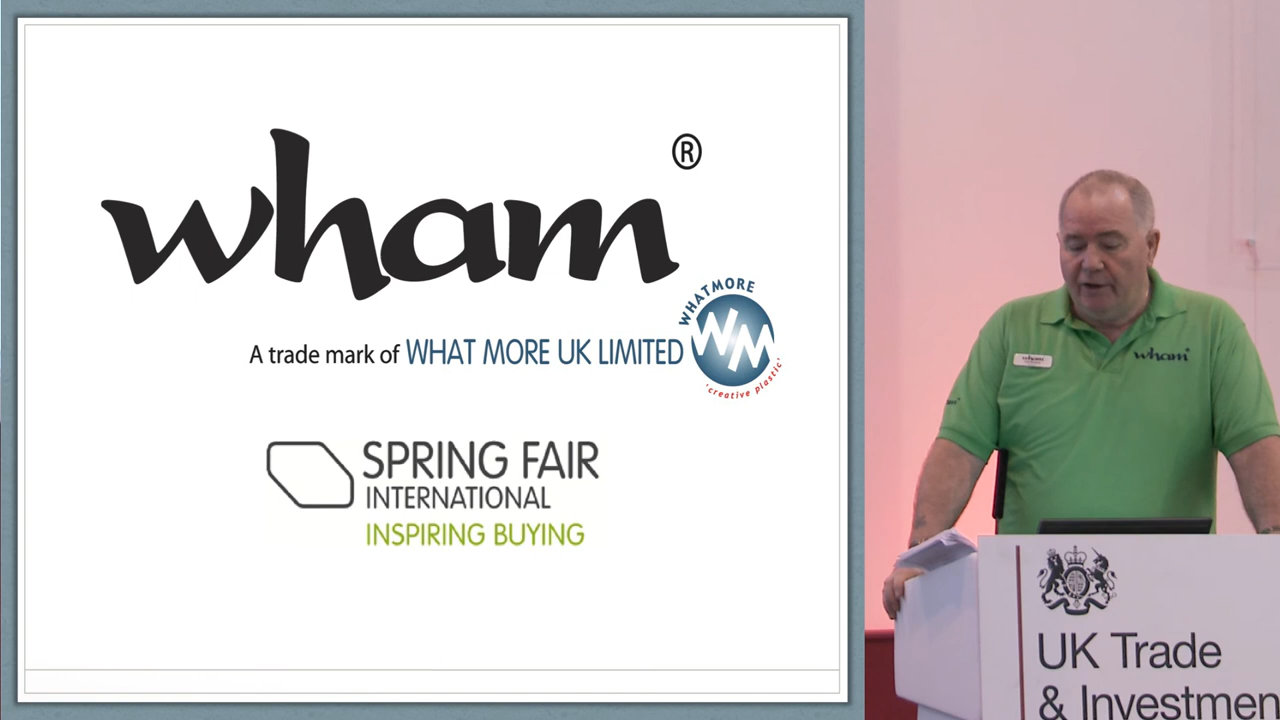 wham®
WHATMORE
WM
A trade mark of WHAT MORE UK LIMITED
'creative plastic'
SPRING FAIR
INTERNATIONAL
INSPIRING BUYING
wham
UK Trade
& Investmen